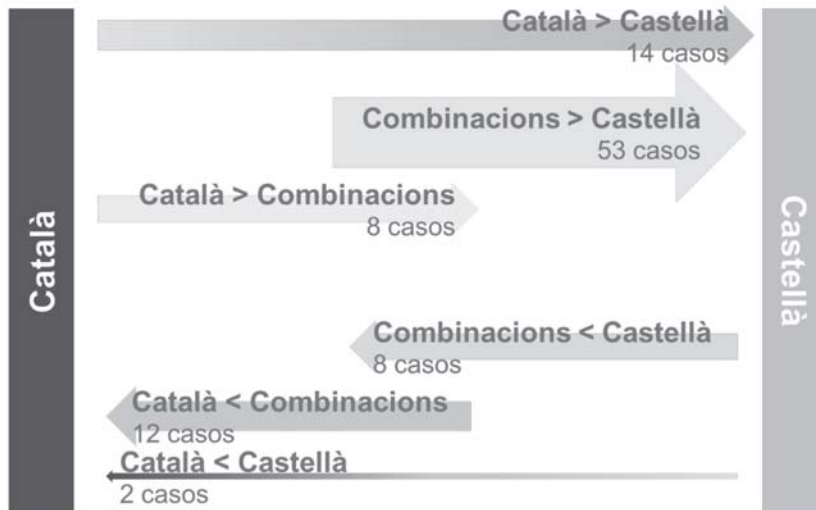 Català
Català > Castellà
14 casos
Combinacions > Castellà
53 casos
Català > Combinacions
8 casos
Combinacions < Castellà
8 casos
Català < Combinacions
12 casos
Català < Castellà
2 casos
Castellà